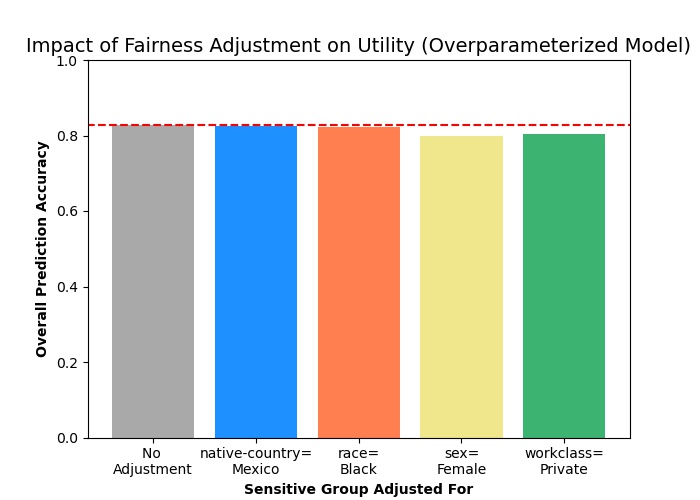 Impact of Fairness Adjustment on Utility (Overparameterized Model)
Overall Prediction Accuracy
1.0
0.8
0.6
0.4
0.2
0.0
No
Adjustment
native-country=
Mexico
race=
Black
sex=
Female
workclass=
Private
Sensitive Group Adjusted For